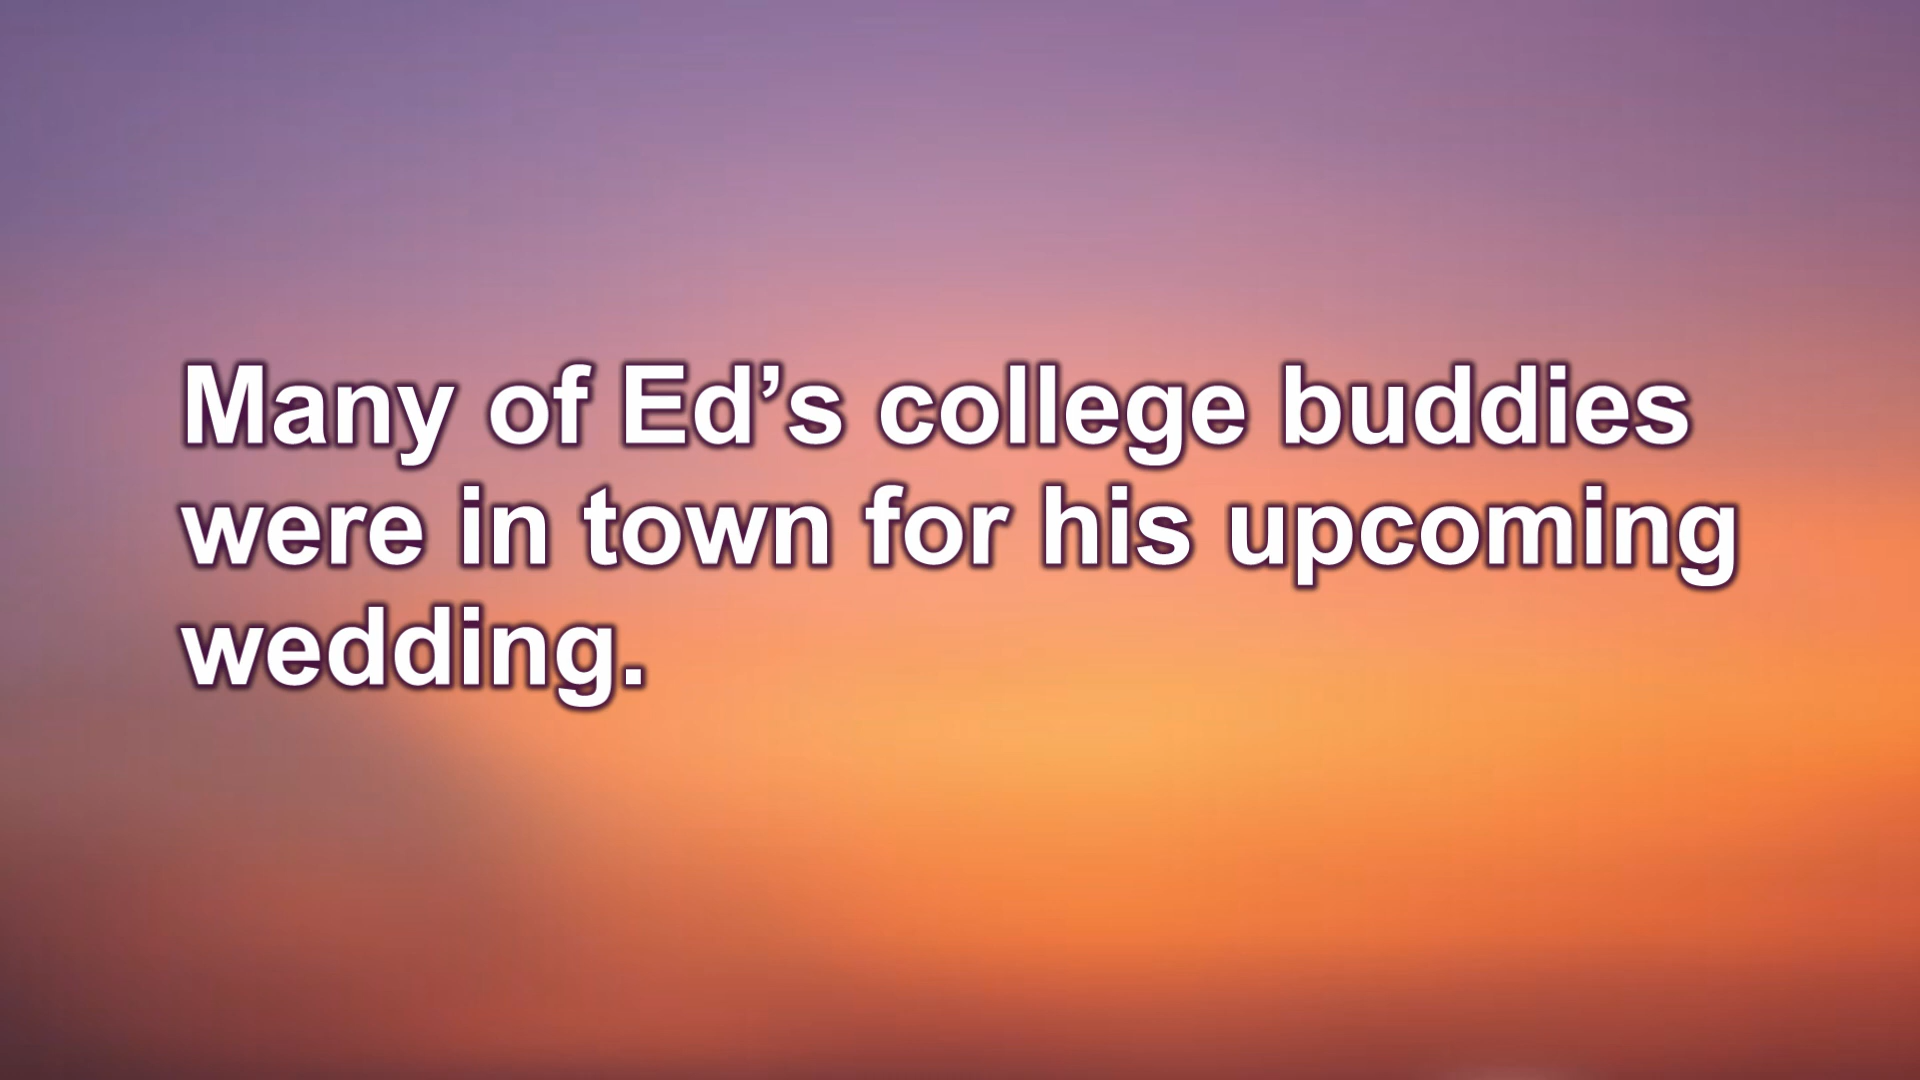 Many of Ed’s college buddies
were in town for his upcoming
wedding.